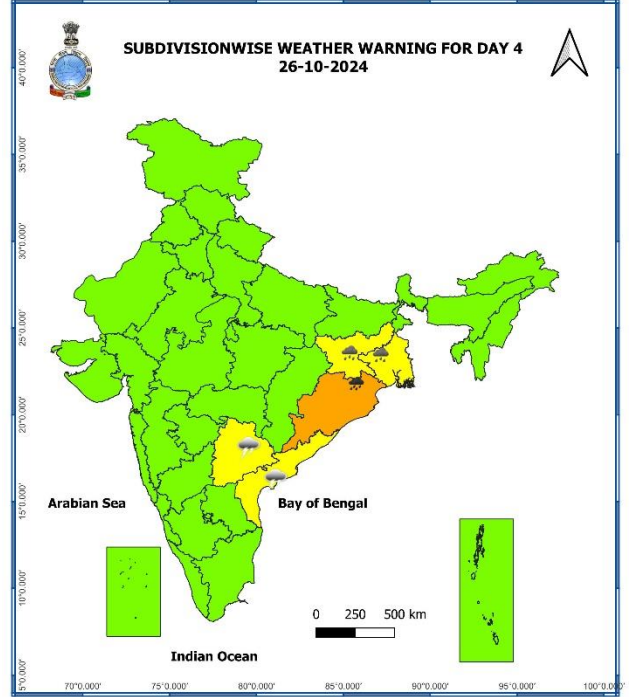 SUBDIVISIONWISE WEATHER WARNING FOR DAY 4
26-10-2024
40°0.000'
35°0.000'
30°0.000'
25°0.000'
20°0.000'
15°0.000'
10°0.000'
5°0.000'
Arabian Sea
Bay of Bengal
0 250 500 km
Indian Ocean
70°0.000' 75°0.000' 80°0.000' 85°0.000' 90°0.000' 95°0.000' 100°0.000'